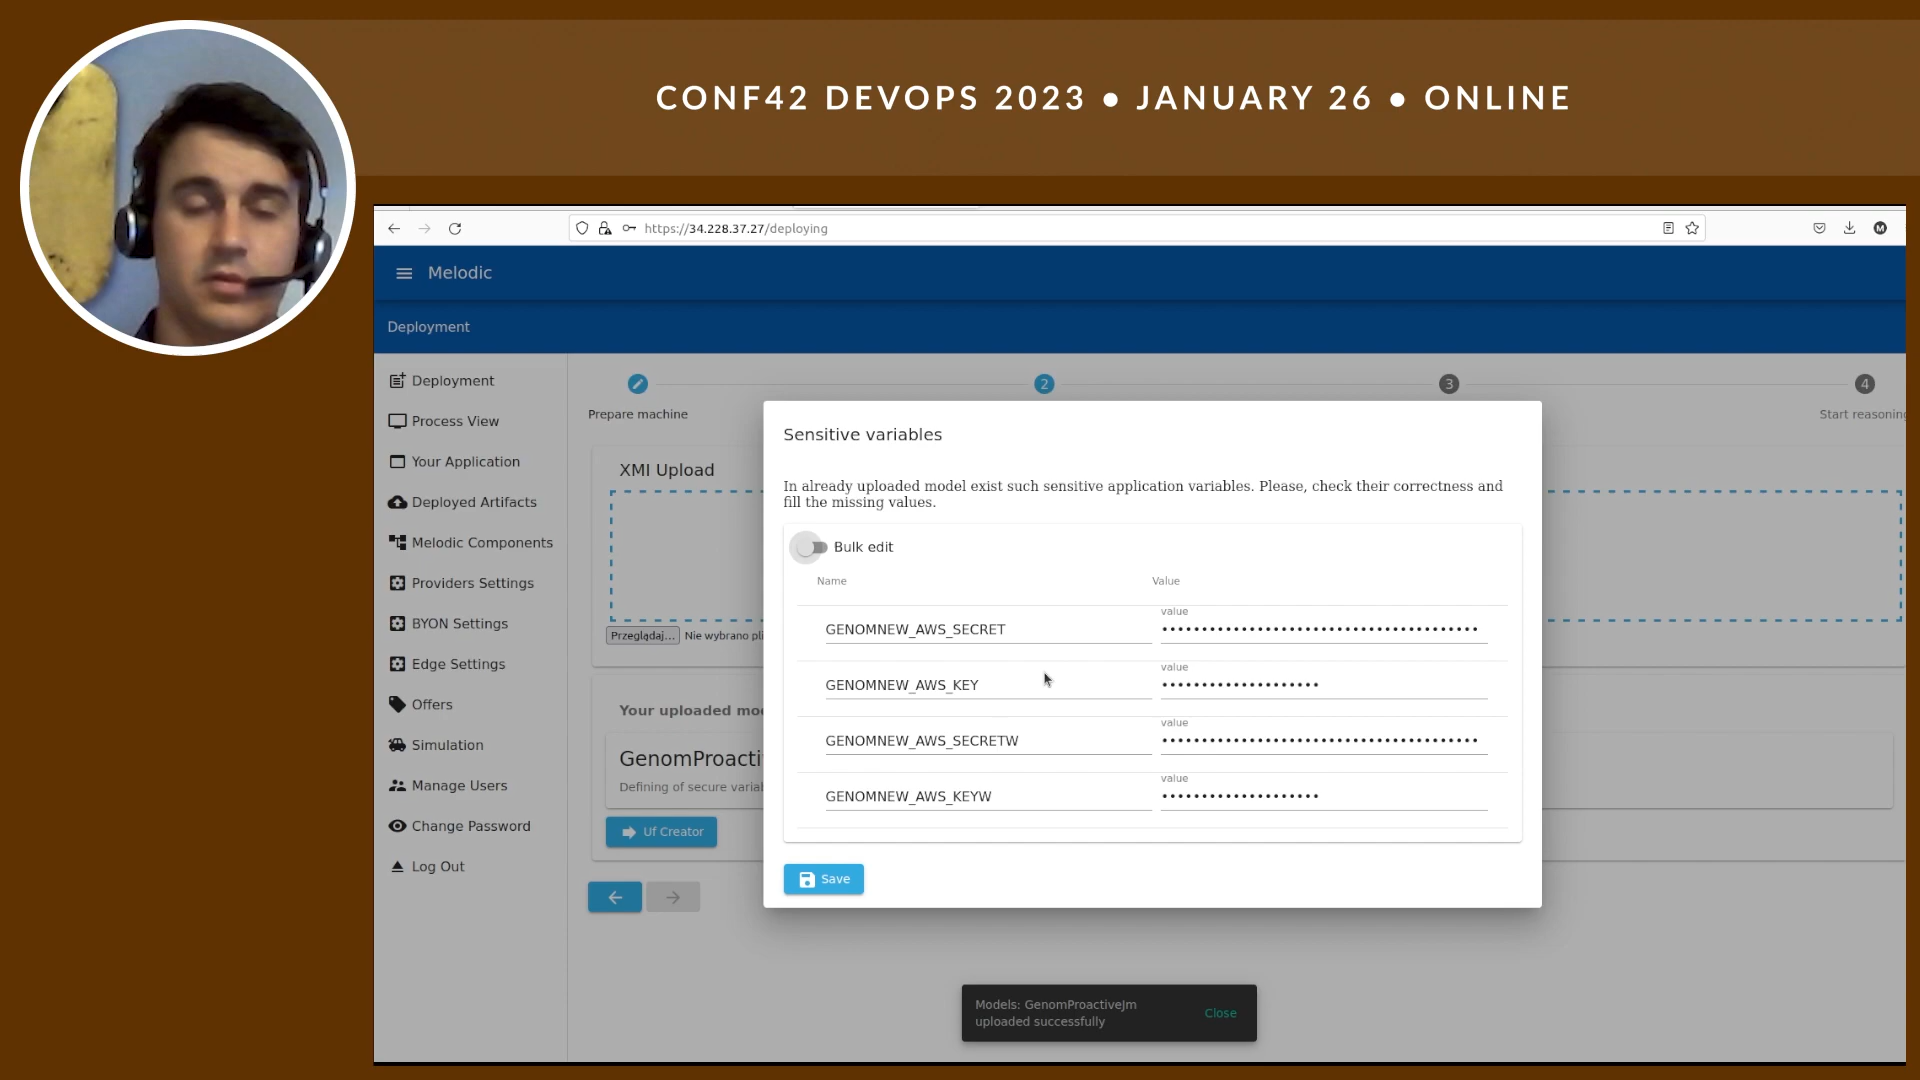 CONF42 DEVOPS 2023 • JANUARY 26 • ONLINE
https://34.228.37.27/deploying
M
Melodic
Deployment
Deployment
Process View
Your Application
Deployed Artifacts
Melodic Components
Providers Settings
BYON Settings
Edge Settings
Offers
Simulation
Manage Users
Change Password
Log Out
2
3
4
Prepare machine
Start reasoning
XMI Upload
Przeglądaj... Nie wybrano pli
Your uploaded mo
GenomProacti
Defining of secure varia
Uf Creator
Sensitive variables
In already uploaded model exist such sensitive application variables. Please, check their correctness and
fill the missing values.
Bulk edit
Name Value
value
GENOMNEW_AWS_SECRET ••••••••••••••••••••••••••••••••••••••••
value
GENOMNEW_AWS_KEY ••••••••••••••••••••
value
GENOMNEW_AWS_SECRETW ••••••••••••••••••••••••••••••••••••••••
value
GENOMNEW_AWS_KEYW ••••••••••••••••••••
Save
Models: GenomProactiveJm
uploaded successfully
Close